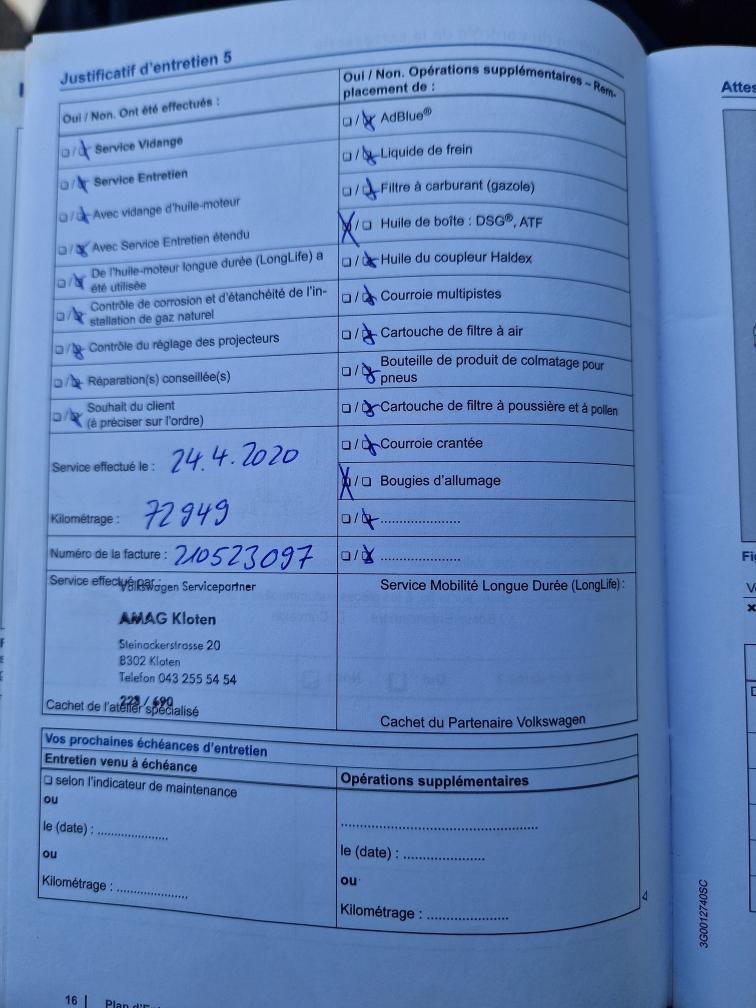 Justificatif d'entretien 5
Oui / Non. Ont été effectués :
Service Vidange
Service Entretien
Avec vidange d'huile-moteur
Avec Service Entretien étendu
De l'huile-moteur longue durée (LongLife) a
été utilisée
Contrôle de corrosion et d'étanchéité de l'in-
stallation de gaz naturel
Contrôle du réglage des projecteurs
Réparation(s) conseillée(s)
Souhait du client
(à préciser sur l'ordre)
Service effectué le : 24.4.2020
Kilométrage : 72949
Numéro de la facture : 210523097
Service effectué par :
Volkswagen Servicepartner
AMAG Kloten
Steinackerstrasse 20
8302 Kloten
Telefon 043 255 54 54
229 / 690
Cachet de l'atelier spécialisé
Oui / Non. Opérations supplémentaires – Rem-
placement de :
AdBlue®
Liquide de frein
Filtre à carburant (gazole)
Huile de boîte : DSG®, ATF
Huile du coupleur Haldex
Courroie multipistes
Cartouche de filtre à air
Bouteille de produit de colmatage pour
pneus
Cartouche de filtre à poussière et à pollen
Courroie crantée
Bougies d'allumage
Service Mobilité Longue Durée (LongLife) :
Cachet du Partenaire Volkswagen
Vos prochaines échéances d'entretien
Entretien venu à échéance
selon l'indicateur de maintenance
ou
le (date) : ....................
ou
Kilométrage : ....................
Opérations supplémentaires
le (date) : ....................
ou
Kilométrage : ....................
16 | Plan
Attes
3G0012740SC